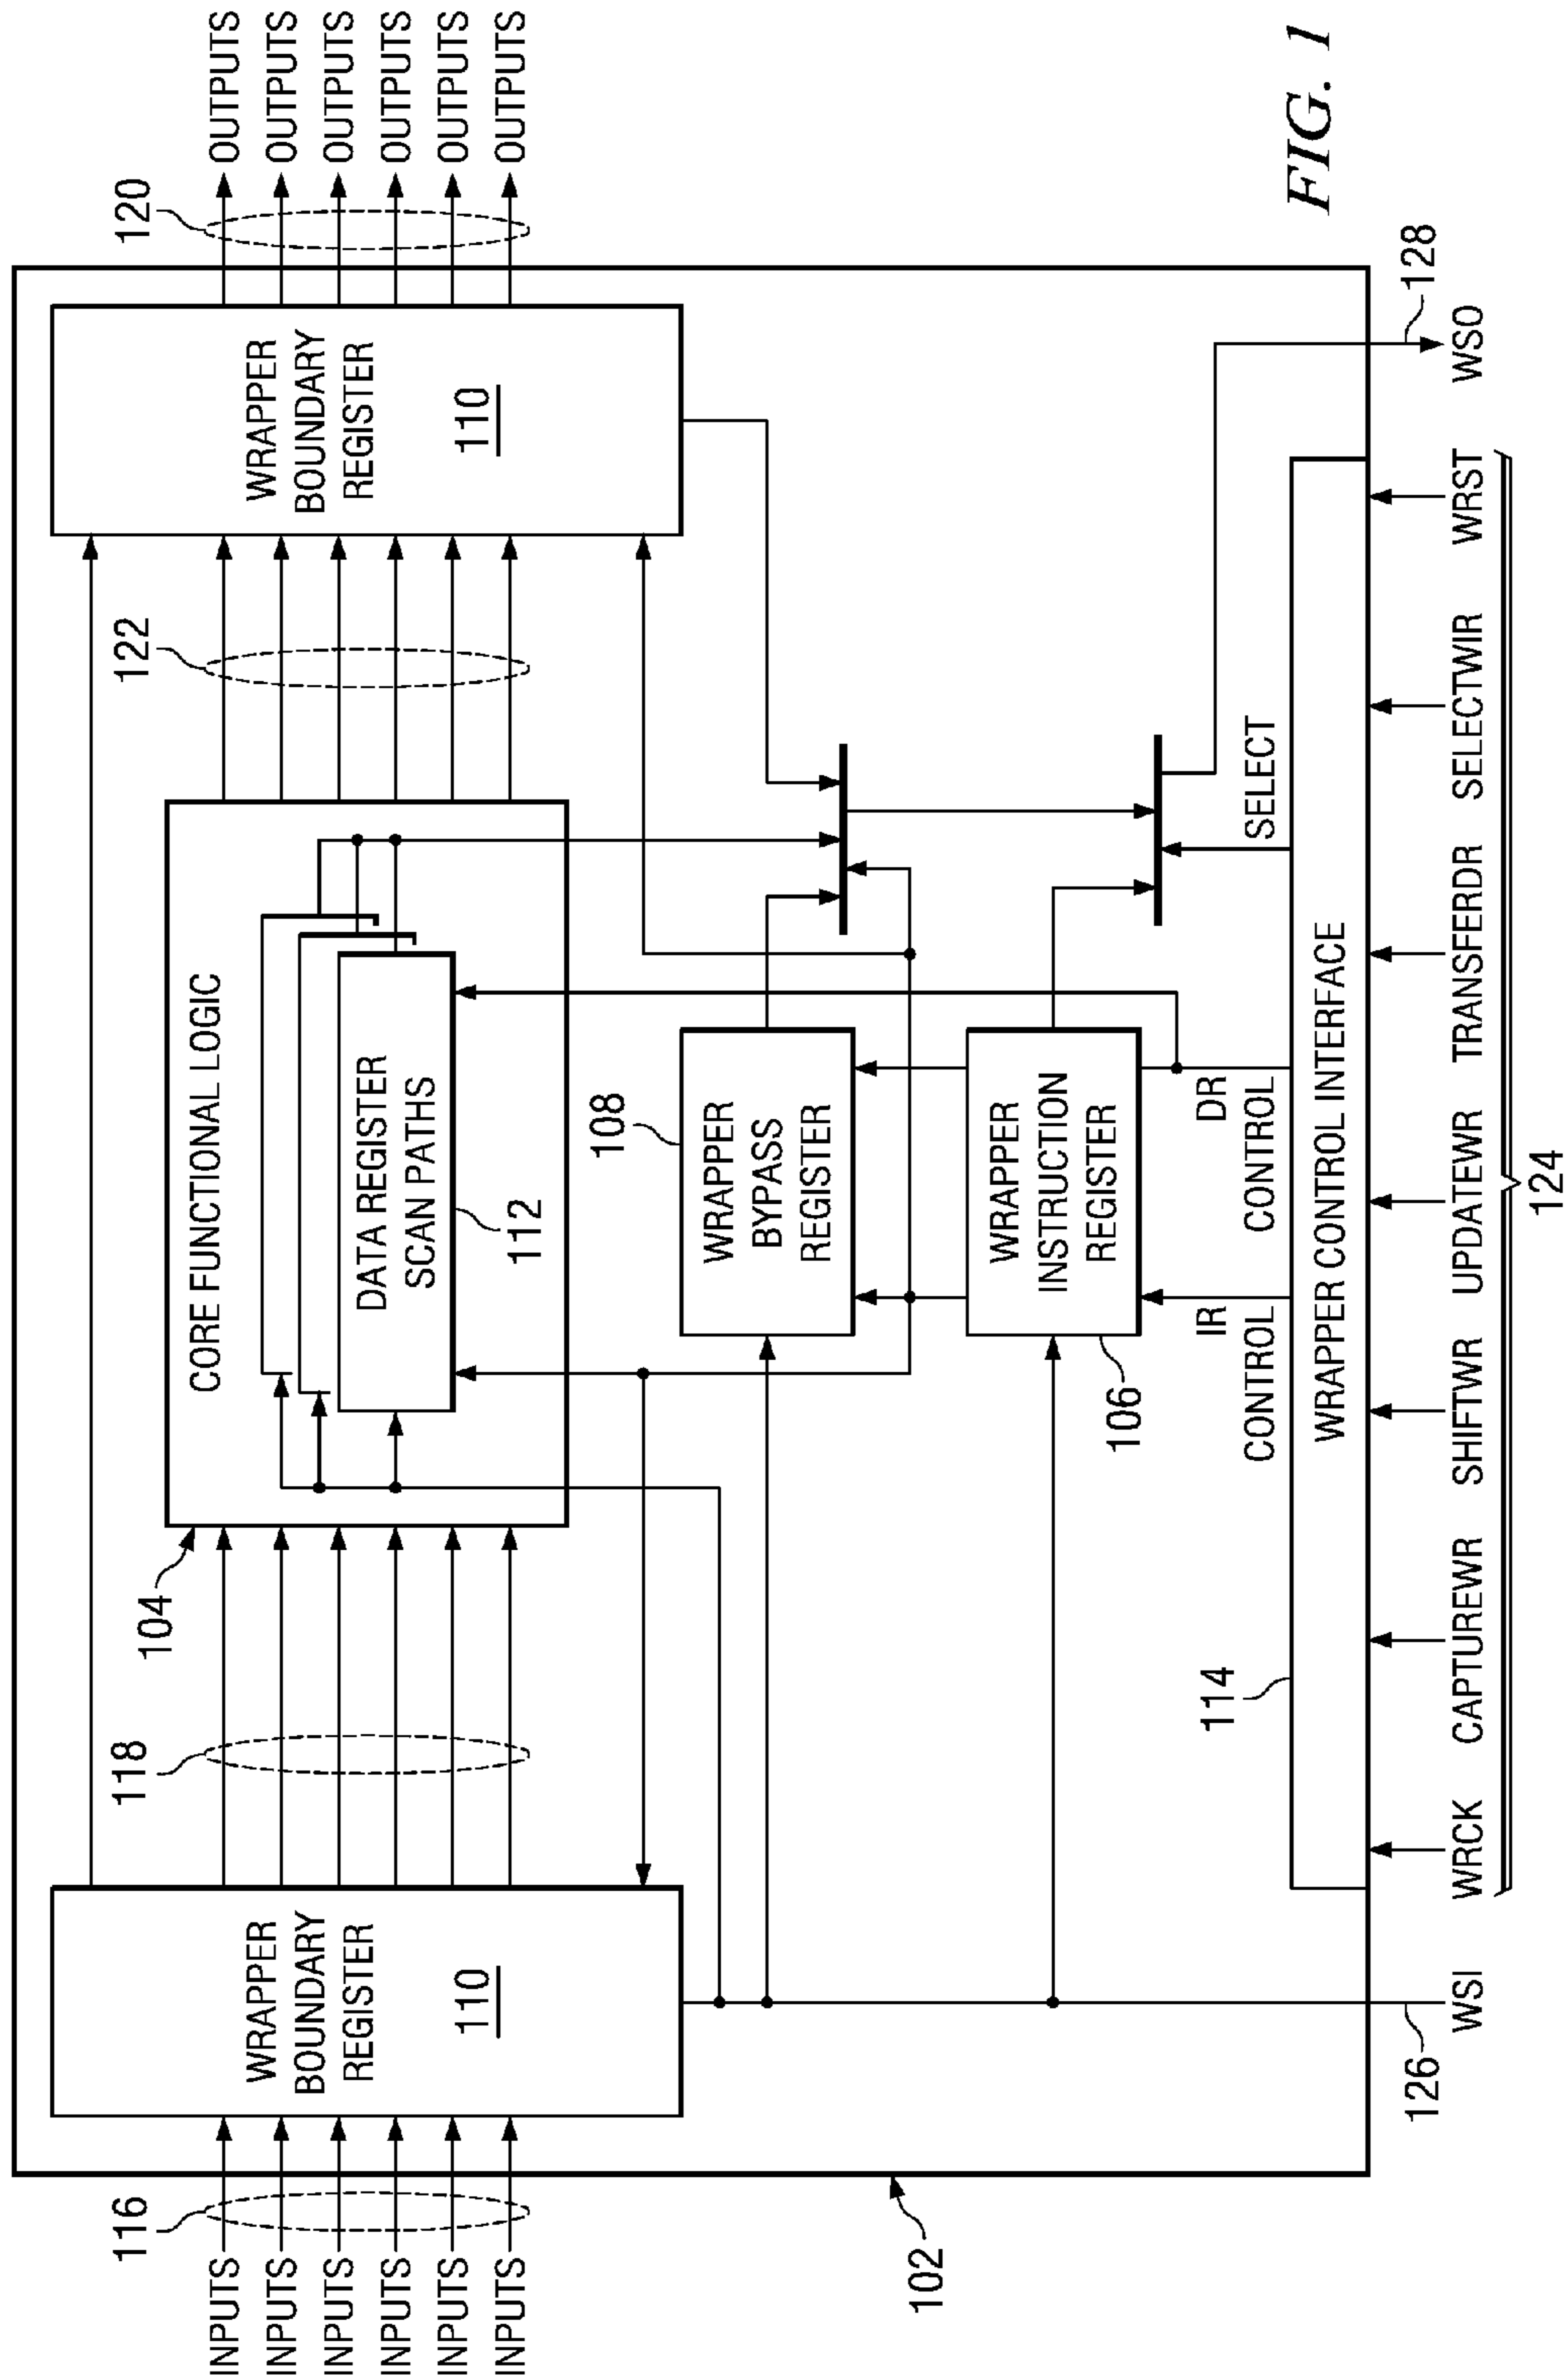 116
118
122
120
INPUTS
INPUTS
INPUTS
INPUTS
INPUTS
INPUTS
WRAPPER
BOUNDARY
REGISTER
110
104
CORE FUNCTIONAL LOGIC
DATA REGISTER
SCAN PATHS
112
WRAPPER
BOUNDARY
REGISTER
110
OUTPUTS
OUTPUTS
OUTPUTS
OUTPUTS
OUTPUTS
OUTPUTS
108
WRAPPER
BYPASS
REGISTER
102
WRAPPER
INSTRUCTION
REGISTER
106
IR
CONTROL
DR
CONTROL
SELECT
114
WRAPPER CONTROL INTERFACE
126
128
WSI
WRCK
CAPTUREWR
SHIFTWR
UPDATEWR
TRANSFERDR
SELECTWIR
WRST
WSO
124
FIG. 1